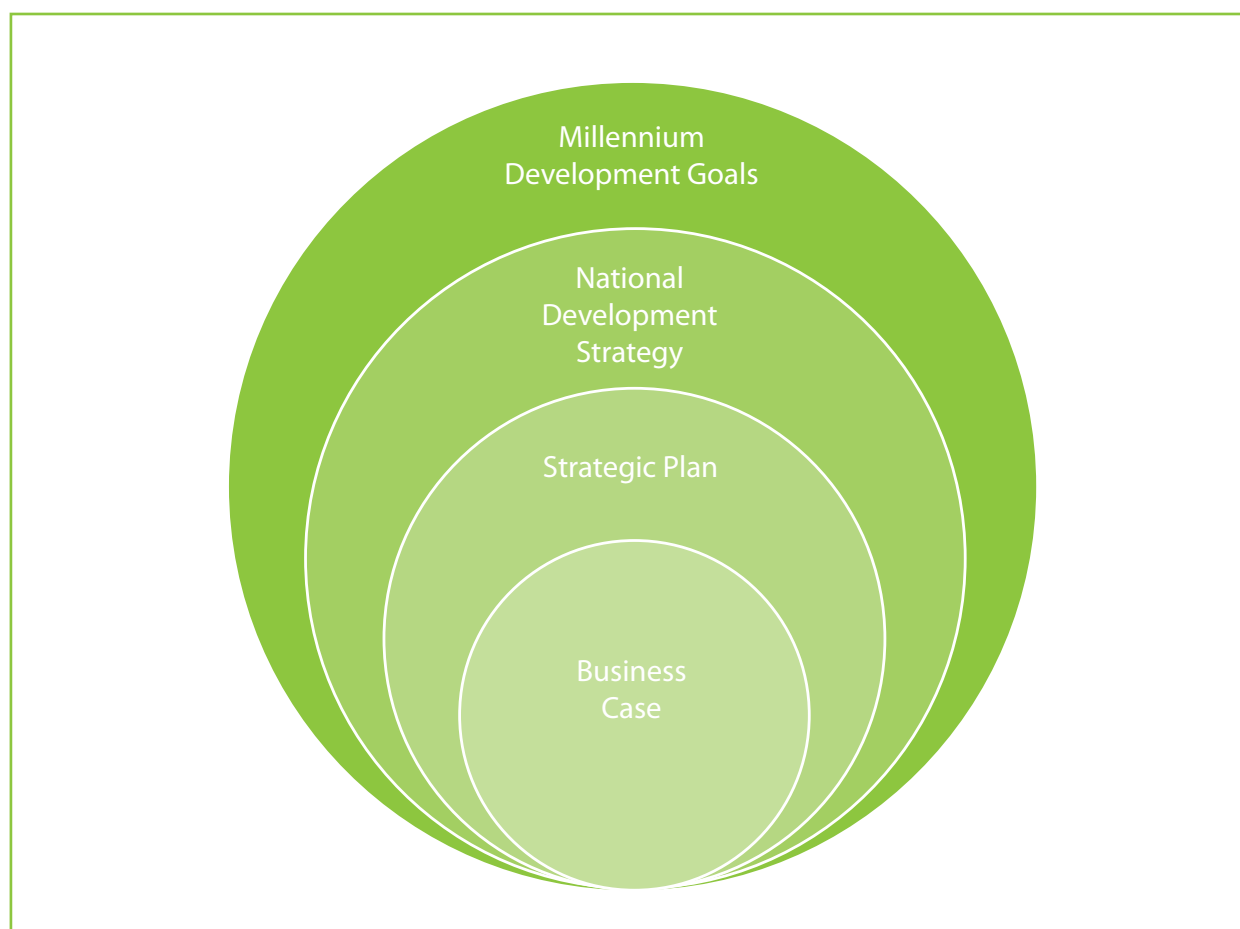 Millennium
Development Goals
National
Development
Strategy
Strategic Plan
Business
Case